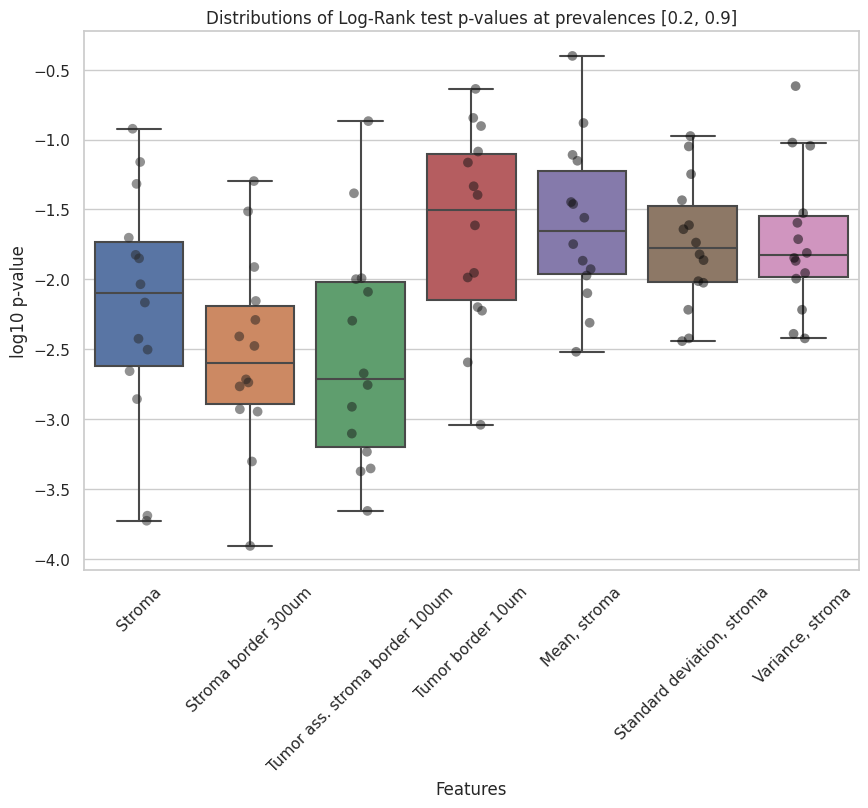 Distributions of Log-Rank test p-values at prevalences [0.2, 0.9]
log10 p-value
−0.5
−1.0
−1.5
−2.0
−2.5
−3.0
−3.5
−4.0
Stroma
Stroma border 300um
Tumor ass. stroma border 100um
Tumor border 10um
Mean, stroma
Standard deviation, stroma
Variance, stroma
Features